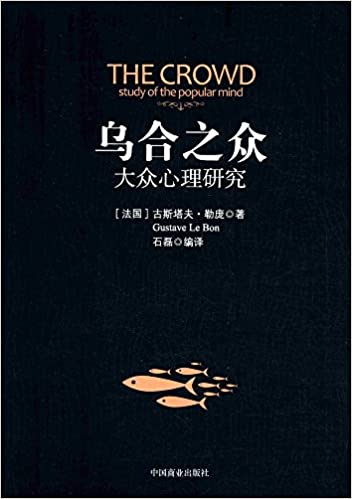 THE CROWD
study of the popular mind
乌合之众
大众心理研究
[法国]古斯塔夫·勒庞 著
Gustave Le Bon
石磊 编译
中国商业出版社